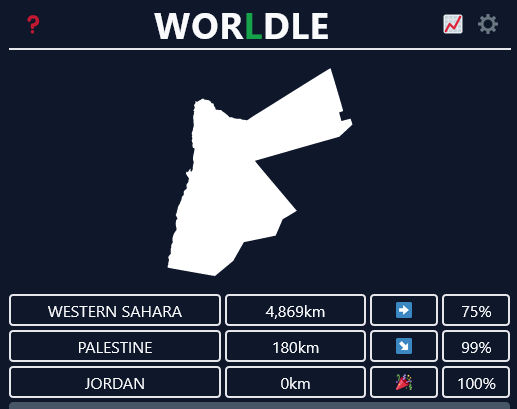 ?
WORLDLE
WESTERN SAHARA 4,869km 75%
PALESTINE 180km 99%
JORDAN 0km 100%